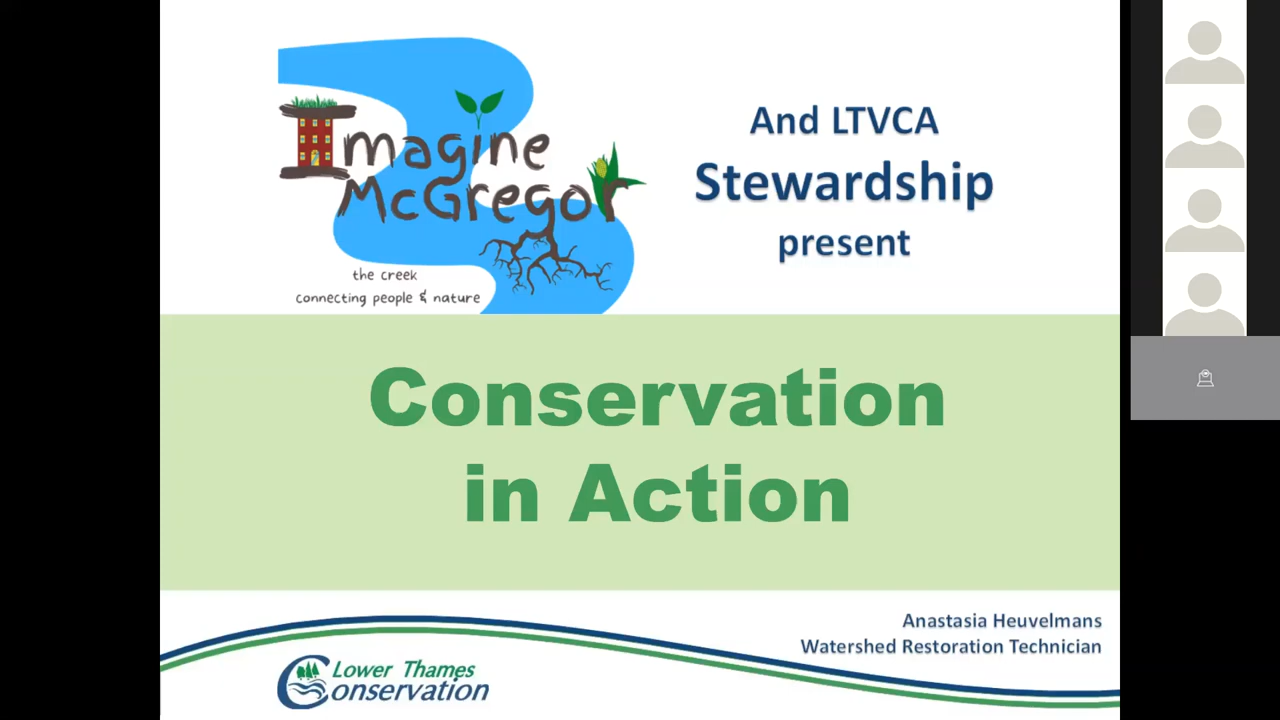 Imagine
McGregor
the creek
connecting people & nature
And LTVCA
Stewardship
present
Conservation
in Action
Anastasia Heuvelmans
Watershed Restoration Technician
Lower Thames
Conservation